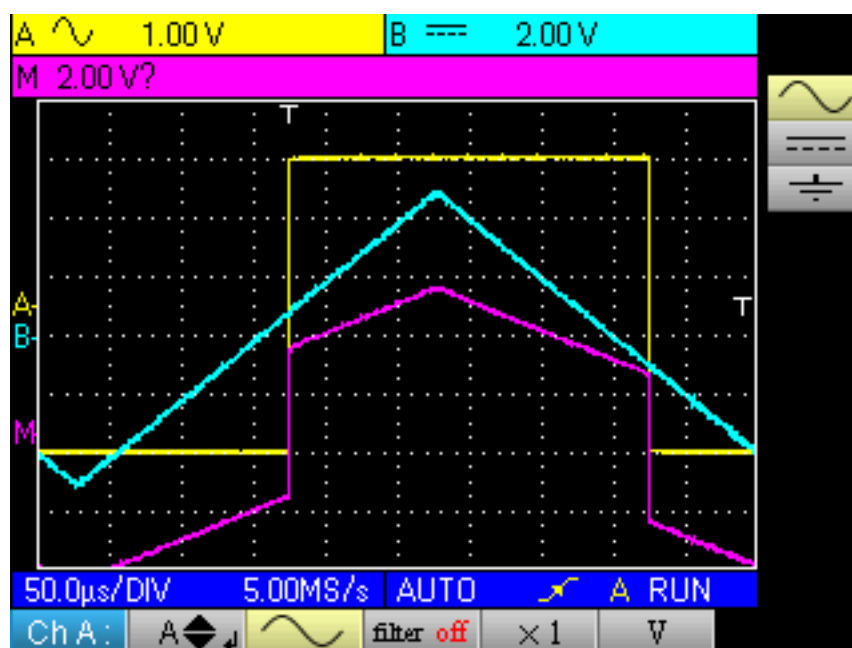 A 1.00 V B 2.00 V
M 2.00 V?
T
A
T
B
M
50.0µs/DIV 5.00MS/s AUTO A RUN
Ch A : A filter off ×1 V